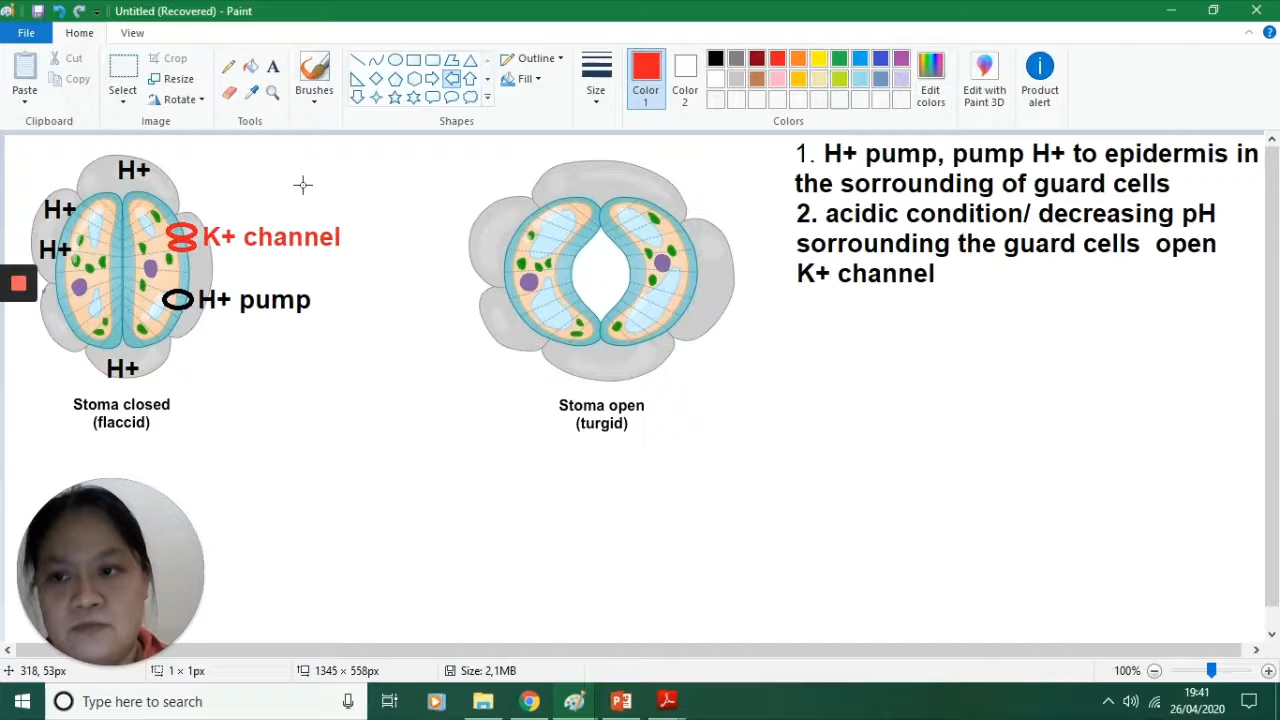 Untitled (Recovered) - Paint
File
Home
View
Paste
Cut
Copy
Clipboard
Select
Crop
Resize
Rotate
Image
A
Tools
Brushes
Outline
Fill
Shapes
Size
Color
1
Color
2
Colors
Edit
colors
Edit with
Paint 3D
Product
alert
H+
H+
H+
K+ channel
H+ pump
H+
Stoma closed
(flaccid)
Stoma open
(turgid)
1. H+ pump, pump H+ to epidermis in
the sorrounding of guard cells
2. acidic condition/ decreasing pH
sorrounding the guard cells open
K+ channel
318, 53px
1 × 1px
1345 × 558px
Size: 2,1MB
100%
Type here to search
19:41
26/04/2020